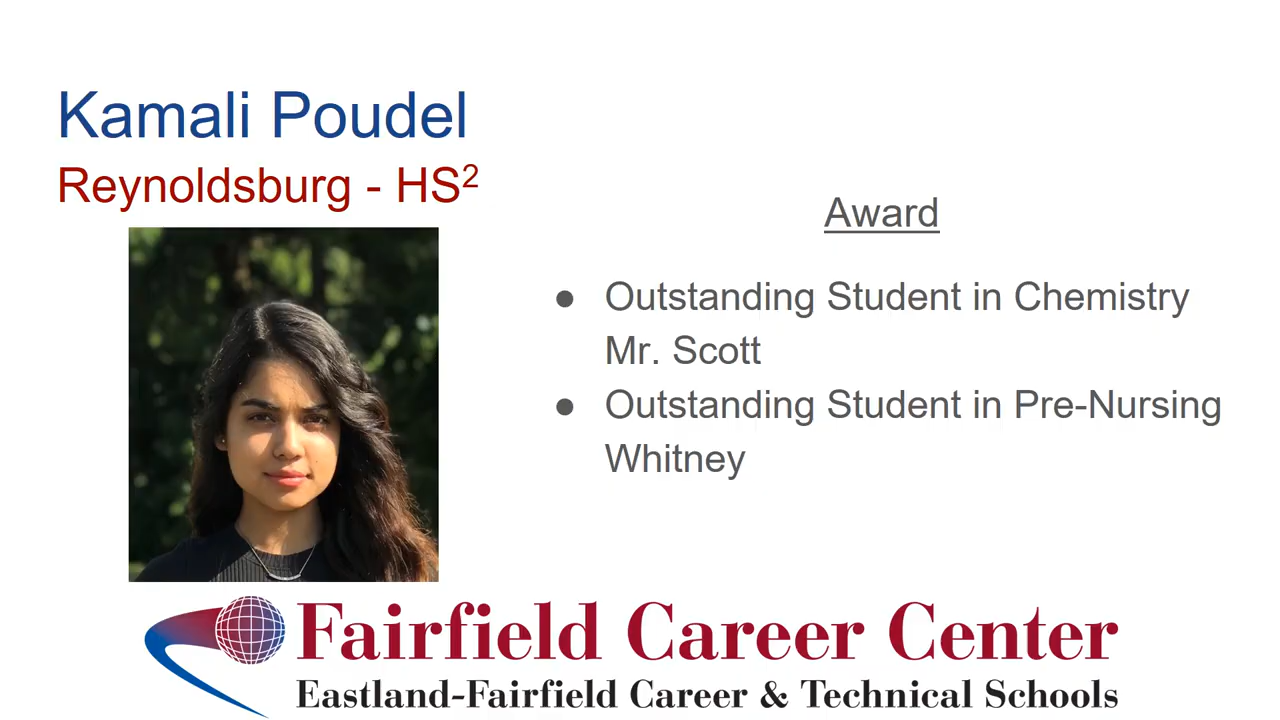 Kamali Poudel
Reynoldsburg - HS²
Award
● Outstanding Student in Chemistry
Mr. Scott
● Outstanding Student in Pre-Nursing
Whitney
Fairfield Career Center
Eastland-Fairfield Career & Technical Schools